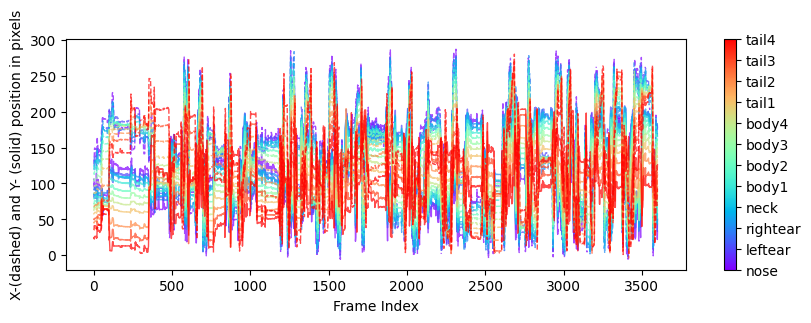 X-(dashed) and Y- (solid) position in pixels
300
250
200
150
100
50
0
0 500 1000 1500 2000 2500 3000 3500
Frame Index
tail4
tail3
tail2
tail1
body4
body3
body2
body1
neck
rightear
leftear
nose